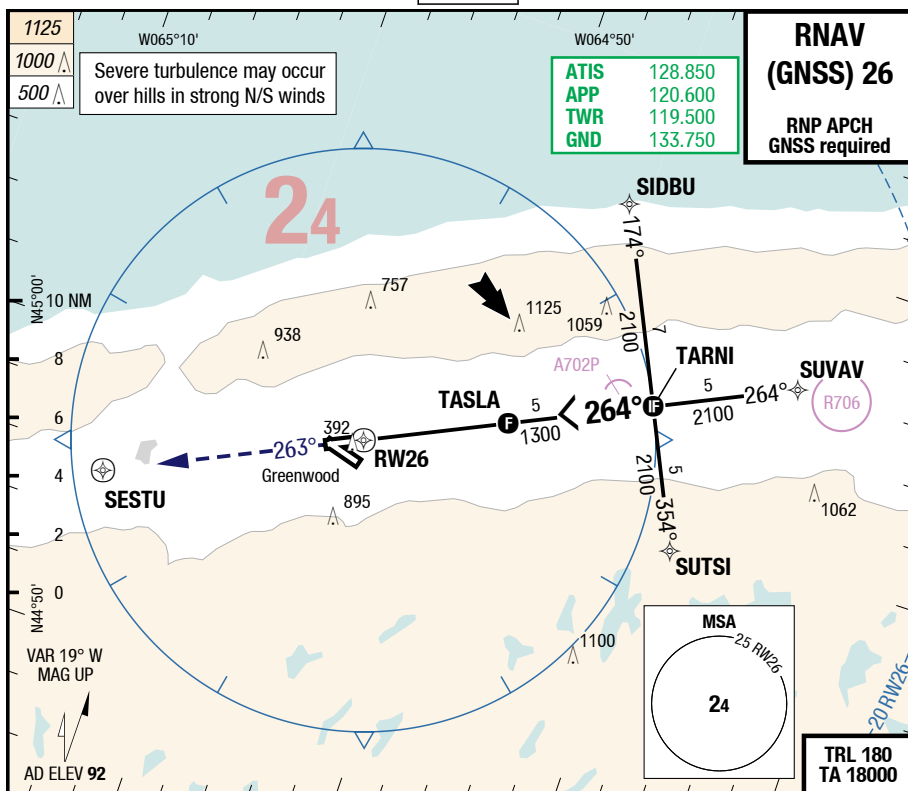 1125
1000
500
W065°10'
W064°50'
Severe turbulence may occur
over hills in strong N/S winds
ATIS 128.850
APP 120.600
TWR 119.500
GND 133.750
RNAV
(GNSS) 26
RNP APCH
GNSS required
24
SIDBU
174°
2100
7
757
1125
1059
938
N45°00'
10 NM
8
6
4
2
0
N44°50'
A702P
TARNI
SUVAV
5
2100
264°
R706
TASLA
5
1300
264°
IF
F
392
263°
RW26
Greenwood
SESTU
895
2100
5
354°
SUTSI
1062
1100
MSA
25 RW26
24
20 RW26
VAR 19° W
MAG UP
AD ELEV 92
TRL 180
TA 18000